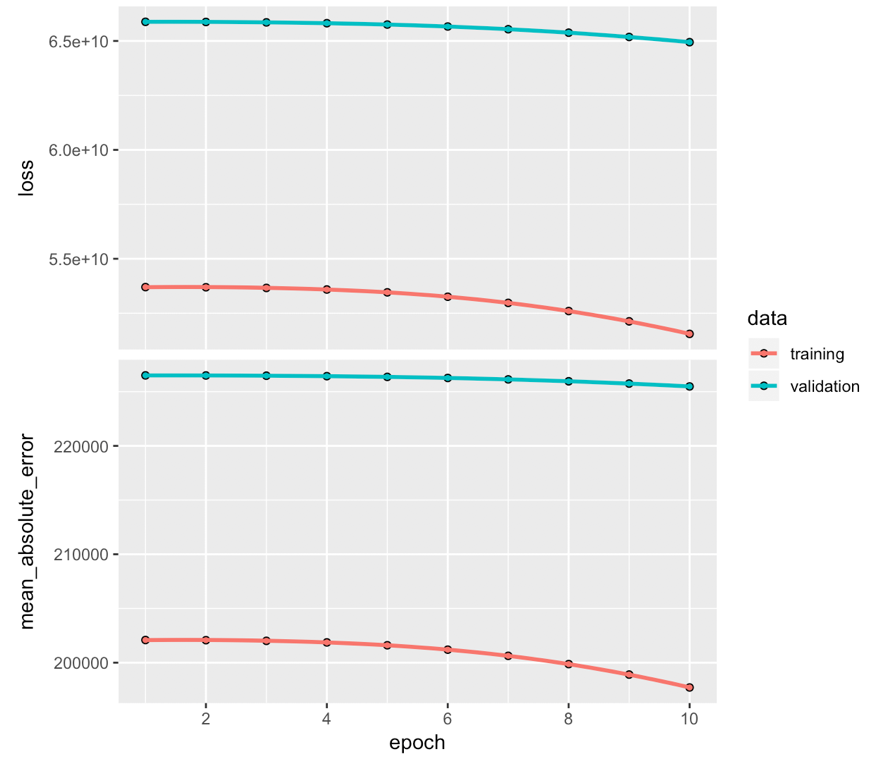 6.5e+10
6.0e+10
5.5e+10
loss
220000
210000
200000
mean_absolute_error
2 4 6 8 10
epoch
data
training
validation